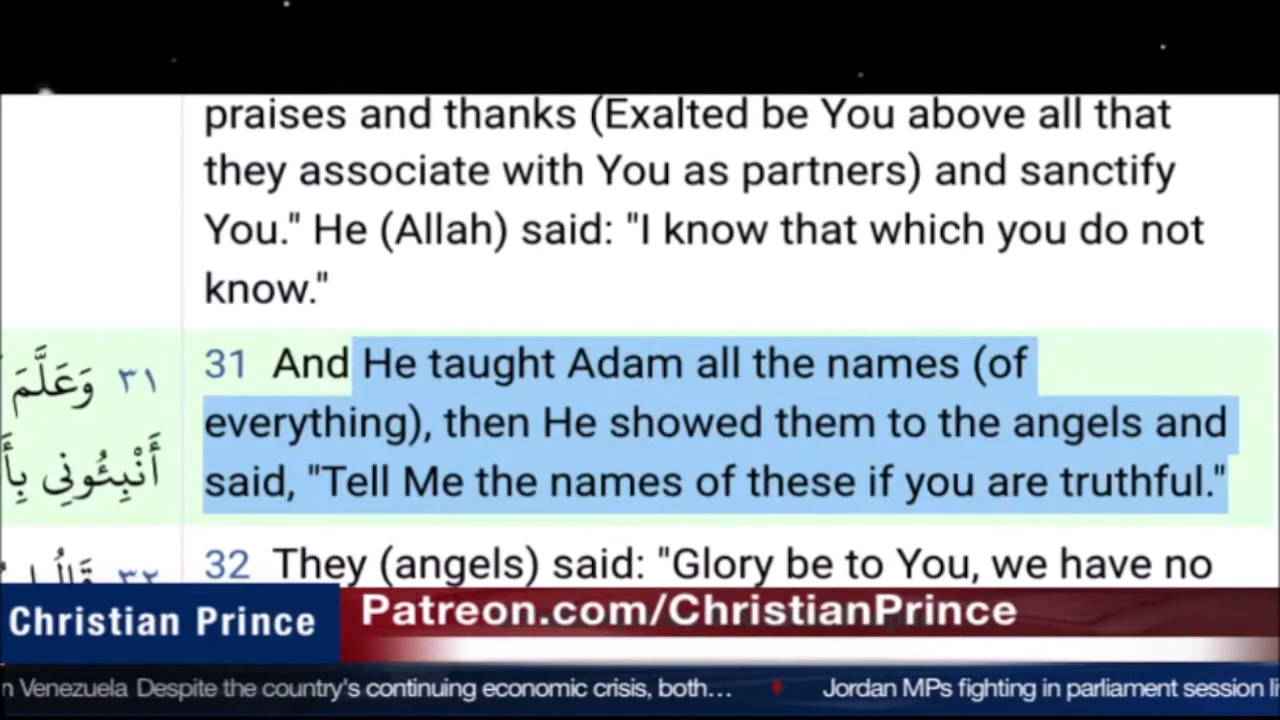 praises and thanks (Exalted be You above all that
they associate with You as partners) and sanctify
You." He (Allah) said: "I know that which you do not
know."
وَعَلَّمَ ٣١
31 And He taught Adam all the names (of
everything), then He showed them to the angels and
أَنْبِئُونِى
said, "Tell Me the names of these if you are truthful."
٣٢
32 They (angels) said: "Glory be to You, we have no
Christian Prince
Patreon.com/ChristianPrince
n Venezuela Despite the country's continuing economic crisis, both...
Jordan MPs fighting in parliament session li